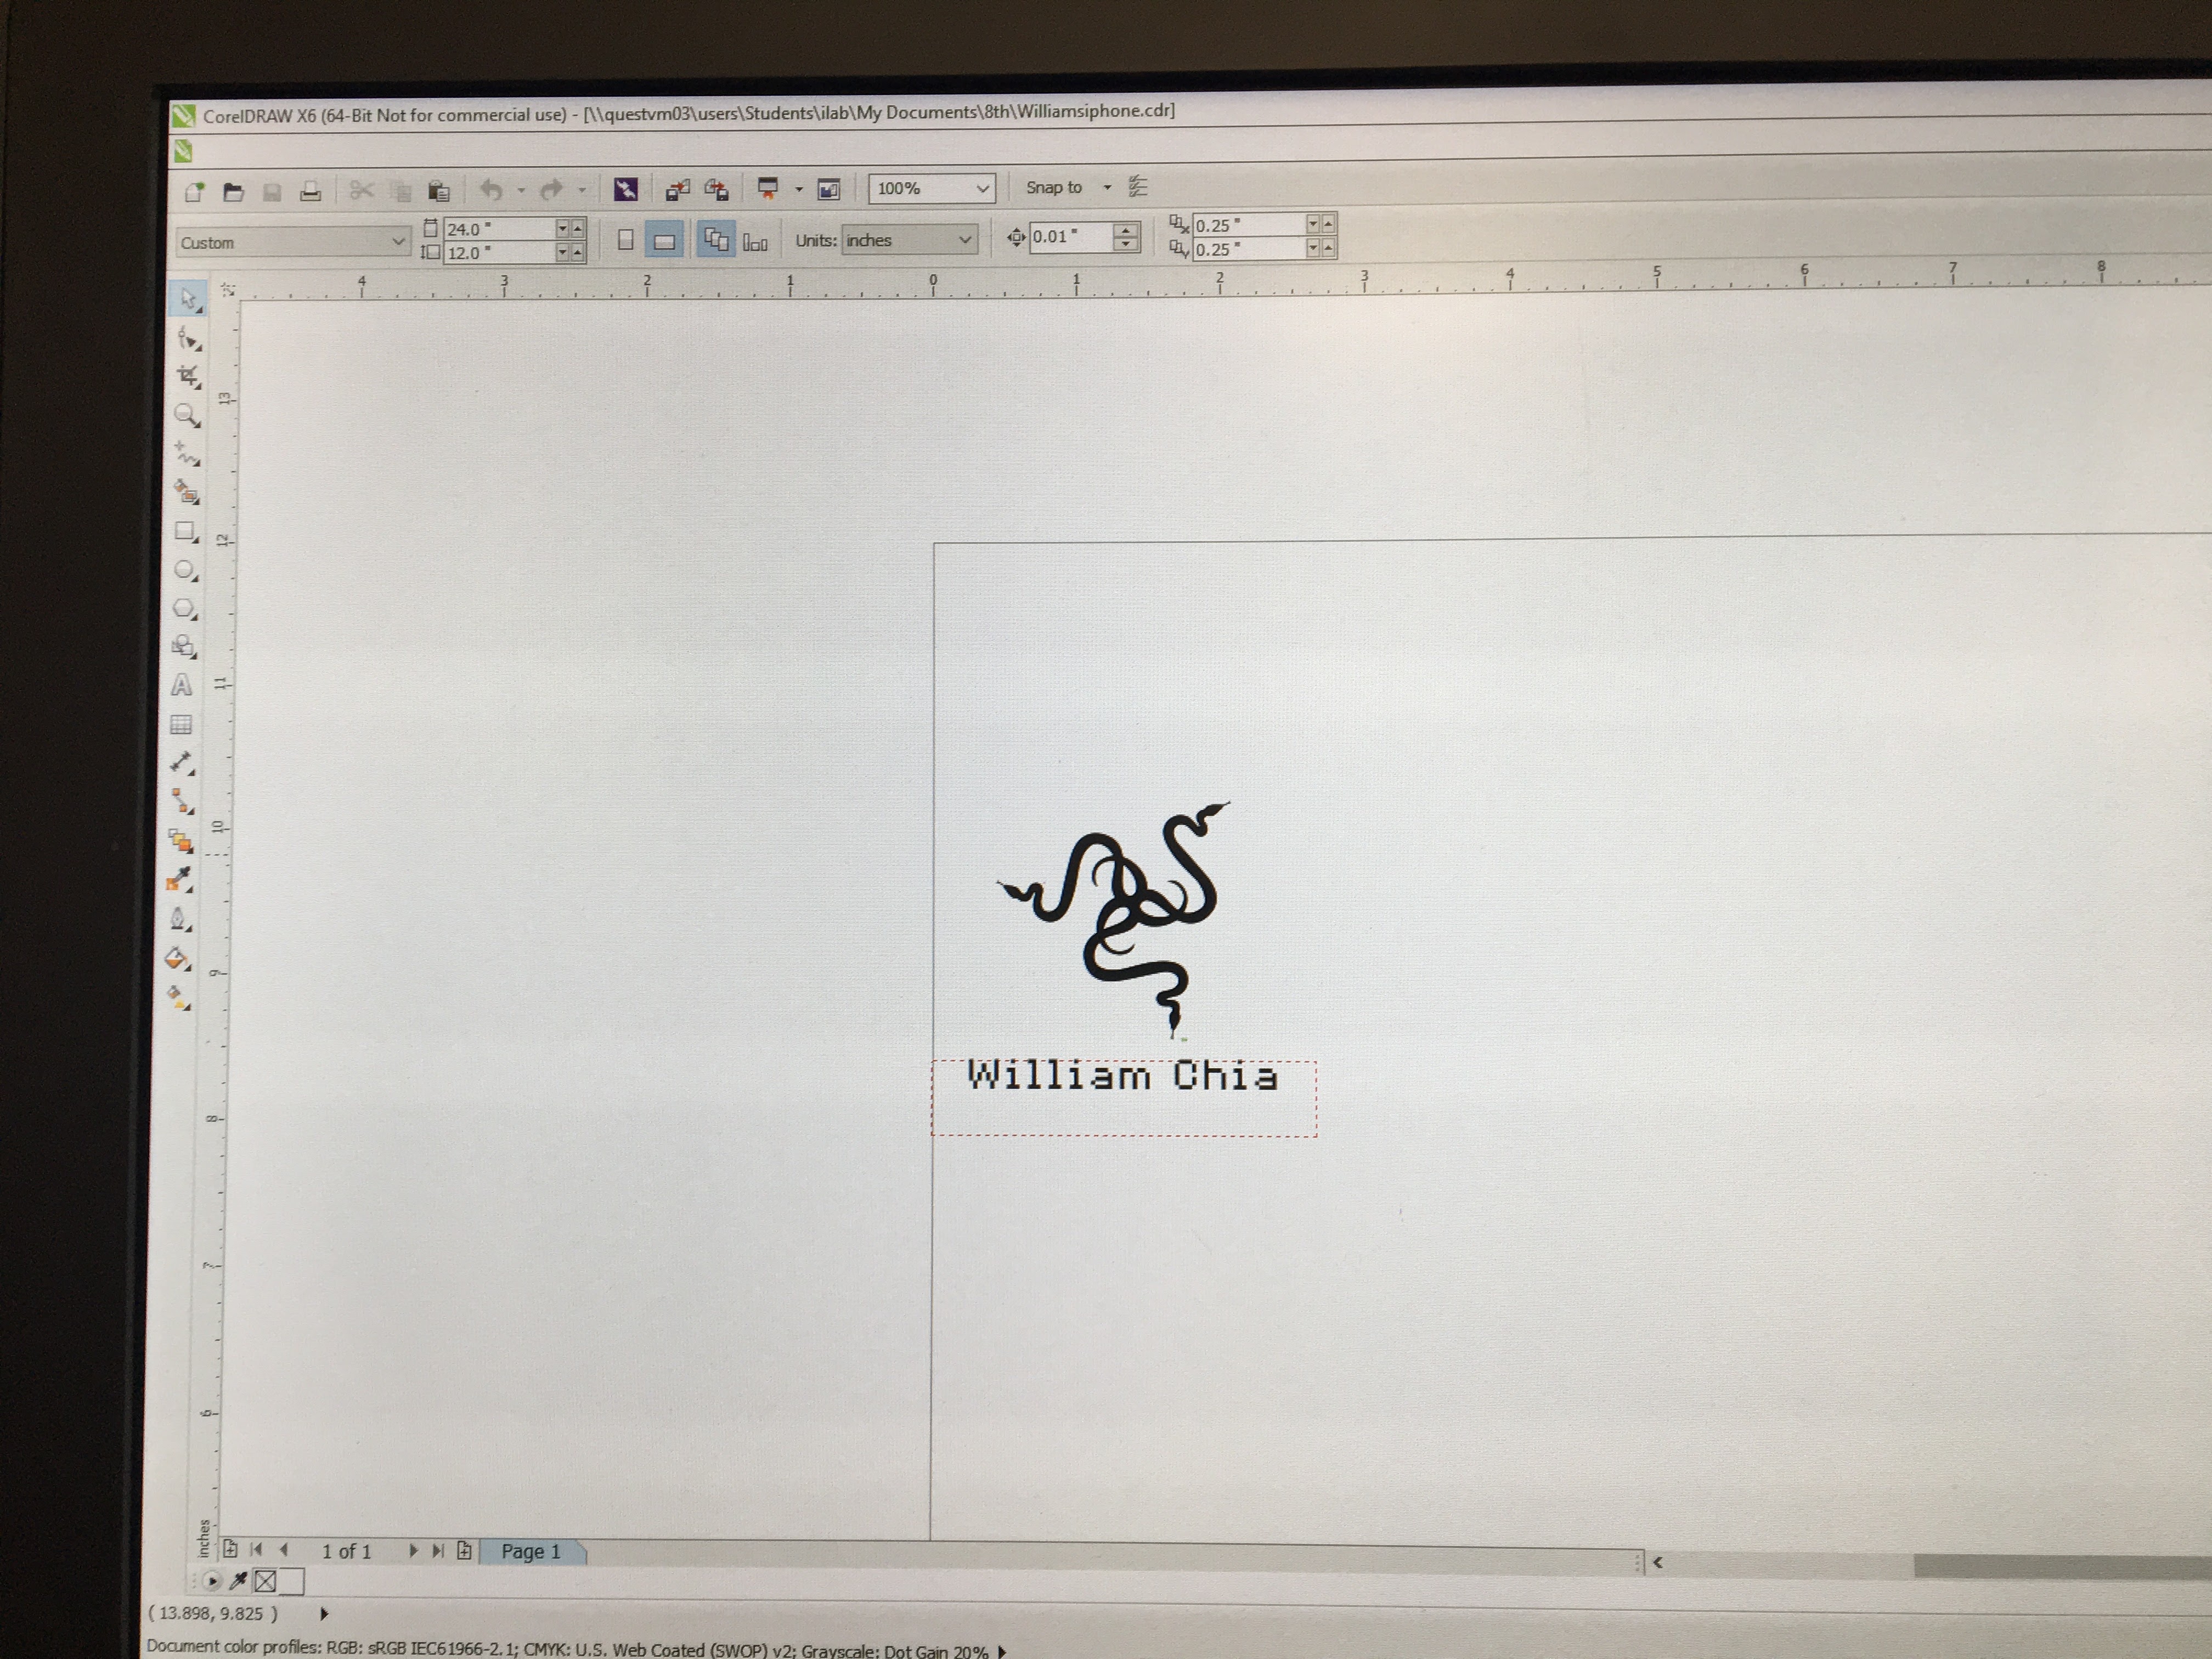 CorelDRAW X6 (64-Bit Not for commercial use) - [\\questvm03\users\Students\ilab\My Documents\8th\Williamsiphone.cdr]
100% Snap to
Custom 24.0 " 12.0 " Units: inches 0.01 " 0.25 " 0.25 "
4 3 2 1 0 1 2 3 4 5 6 7 8
13
12
11
10
9
8
7
6
inches
William Chia
1 of 1 Page 1
( 13.898, 9.825 )
Document color profiles: RGB: sRGB IEC61966-2.1; CMYK: U.S. Web Coated (SWOP) v2; Grayscale: Dot Gain 20%